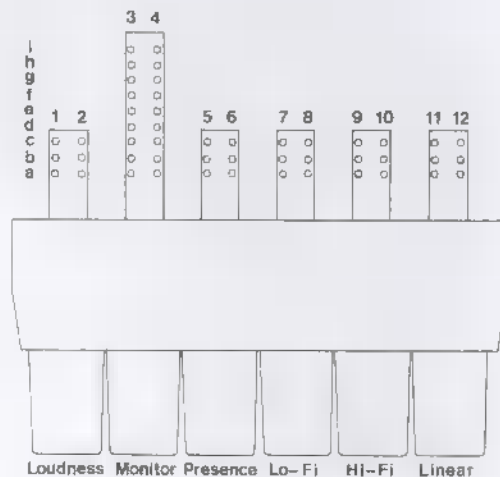 3 4
i
h
g
f
e
d
c
b
a
1 2
5 6
7 8
9 10
11 12
Loudness Monitor Presence Lo-Fi Hi-Fi Linear